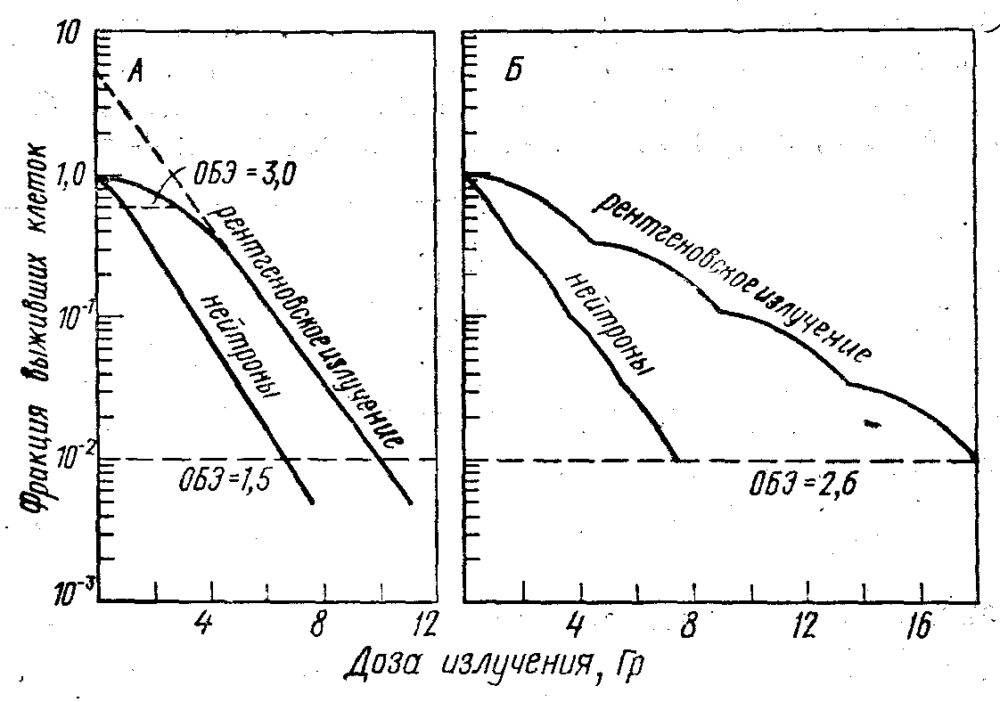 Фракция выживших клеток
10
1,0
10⁻¹
10⁻²
10⁻³
А
ОБЭ = 3,0
рентгеновское излучение
нейтроны
ОБЭ = 1,5
4
8
12
Б
рентгеновское излучение
нейтроны
ОБЭ = 2,6
4
8
12
16
Доза излучения, Гр